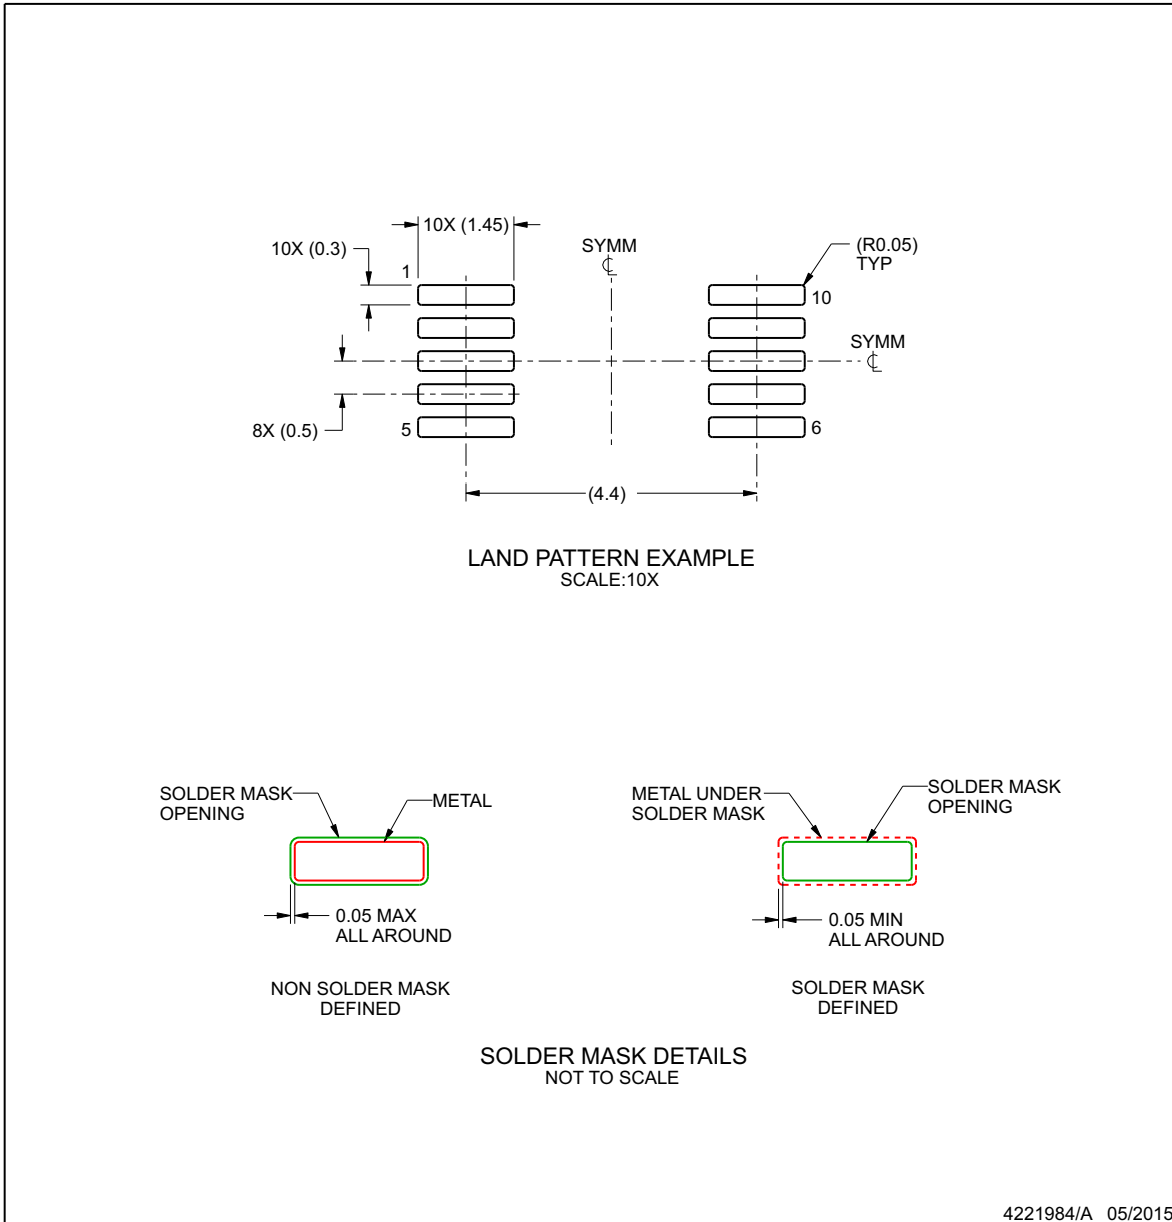 10X (1.45)
10X (0.3)
SYMM
(R0.05)
TYP
1
10
SYMM
8X (0.5)
5
6
(4.4)
LAND PATTERN EXAMPLE
SCALE:10X
SOLDER MASK
OPENING
METAL
METAL UNDER
SOLDER MASK
SOLDER MASK
OPENING
0.05 MAX
ALL AROUND
0.05 MIN
ALL AROUND
NON SOLDER MASK
DEFINED
SOLDER MASK
DEFINED
SOLDER MASK DETAILS
NOT TO SCALE
4221984/A 05/2015